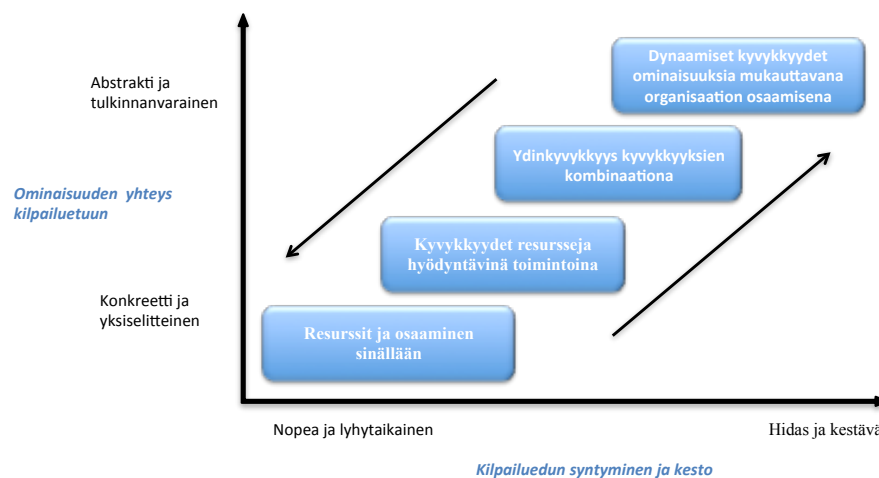 Abstrakti ja
tulkinnanvarainen
Dynaamiset kyvykkyydet
ominaisuuksia mukauttavana
organisaation osaamisena
Ydinkyvykkyys kyvykkyyksien
kombinaationa
Ominaisuuden yhteys
kilpailuetuun
Kyvykkyydet resursseja
hyödyntävinä toimintoina
Konkreetti ja
yksiselitteinen
Resurssit ja osaaminen
sinällään
Nopea ja lyhytaikainen
Hidas ja kestävä
Kilpailuedun syntyminen ja kesto